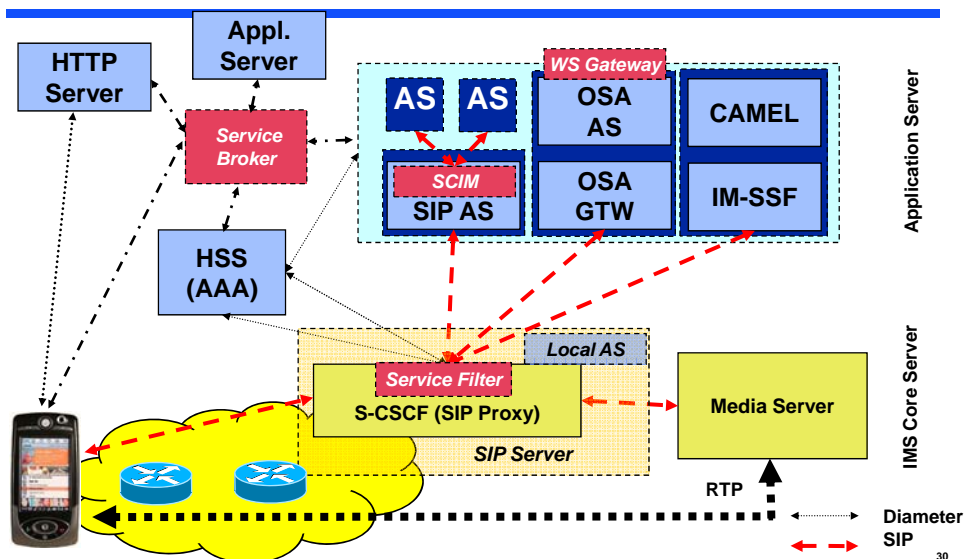 Appl.
Server
HTTP
Server
Service
Broker
HSS
(AAA)
WS Gateway
AS
AS
OSA
AS
CAMEL
SCIM
SIP AS
OSA
GTW
IM-SSF
Application Server
Local AS
Service Filter
S-CSCF (SIP Proxy)
SIP Server
Media Server
IMS Core Server
RTP
Diameter
SIP
30